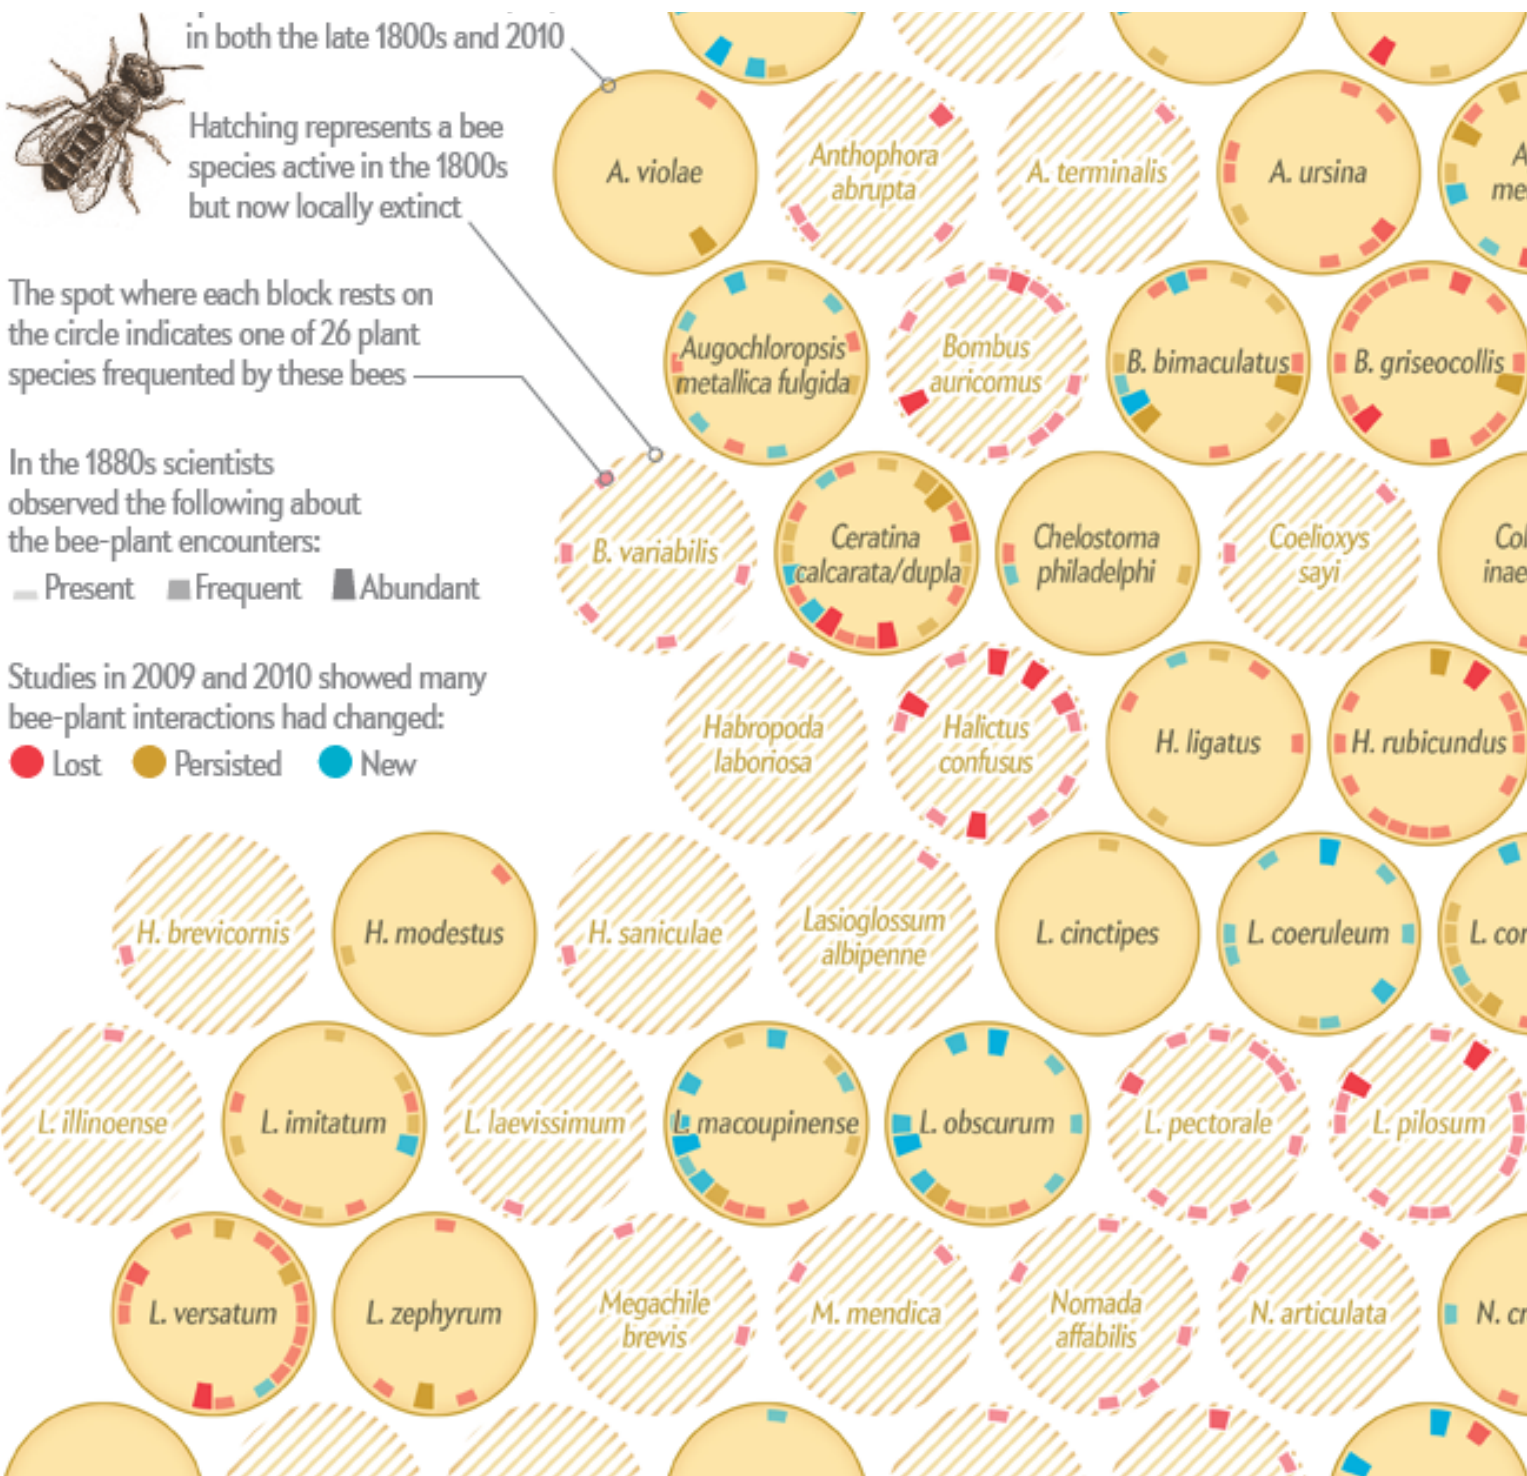 in both the late 1800s and 2010
Hatching represents a bee
species active in the 1800s
but now locally extinct
The spot where each block rests on
the circle indicates one of 26 plant
species frequented by these bees
In the 1880s scientists
observed the following about
the bee-plant encounters:
Present Frequent Abundant
Studies in 2009 and 2010 showed many
bee-plant interactions had changed:
Lost Persisted New
A. violae
Anthophora
abrupta
A. terminalis
A. ursina
A
me
Augochloropsis
metallica fulgida
Bombus
auricomus
B. bimaculatus
B. griseocollis
B. variabilis
Ceratina
calcarata/dupla
Chelostoma
philadelphi
Coelioxys
sayi
Col
inae
Habropoda
laboriosa
Halictus
confusus
H. ligatus
H. rubicundus
H. brevicornis
H. modestus
H. saniculae
Lasioglossum
albipenne
L. cinctipes
L. coeruleum
L. cor
L. illinoense
L. imitatum
L. laevissimum
L. macoupinense
L. obscurum
L. pectorale
L. pilosum
L. versatum
L. zephyrum
Megachile
brevis
M. mendica
Nomada
affabilis
N. articulata
N. cr